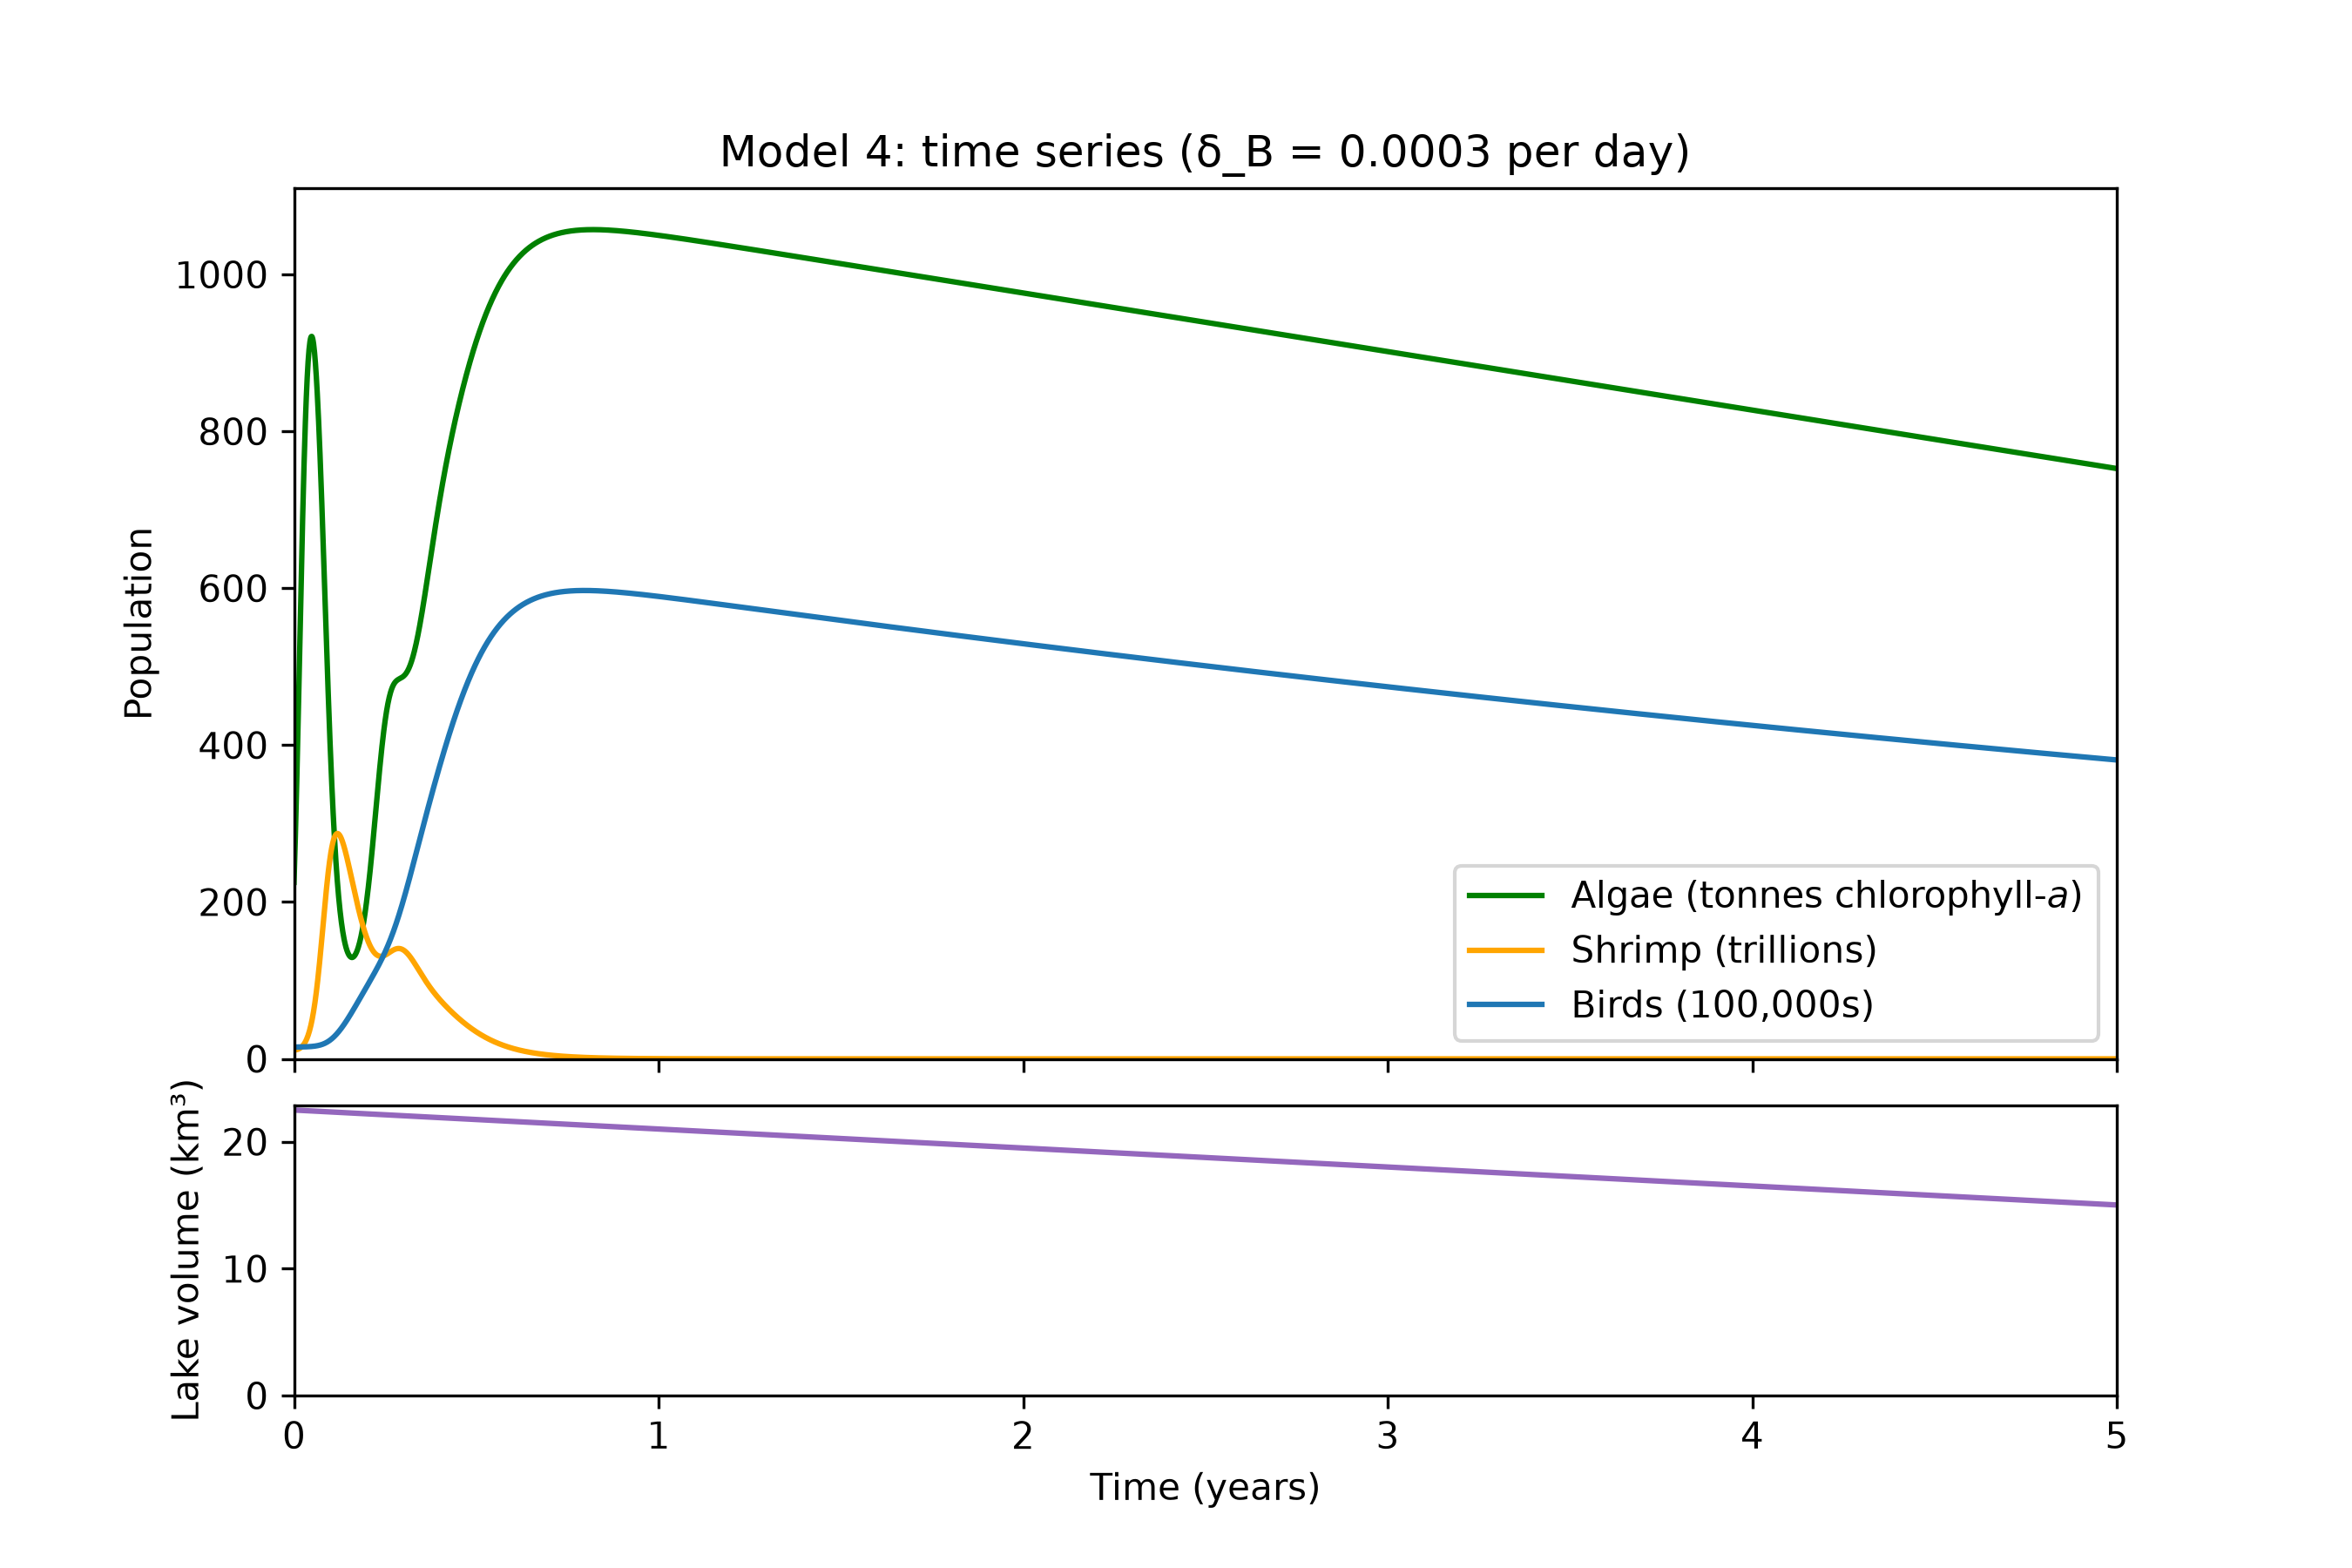 Model 4: time series (δ_B = 0.0003 per day)
Population
1000
800
600
400
200
0
Algae (tonnes chlorophyll-a)
Shrimp (trillions)
Birds (100,000s)
Lake volume (km³)
20
10
0
0 1 2 3 4 5
Time (years)